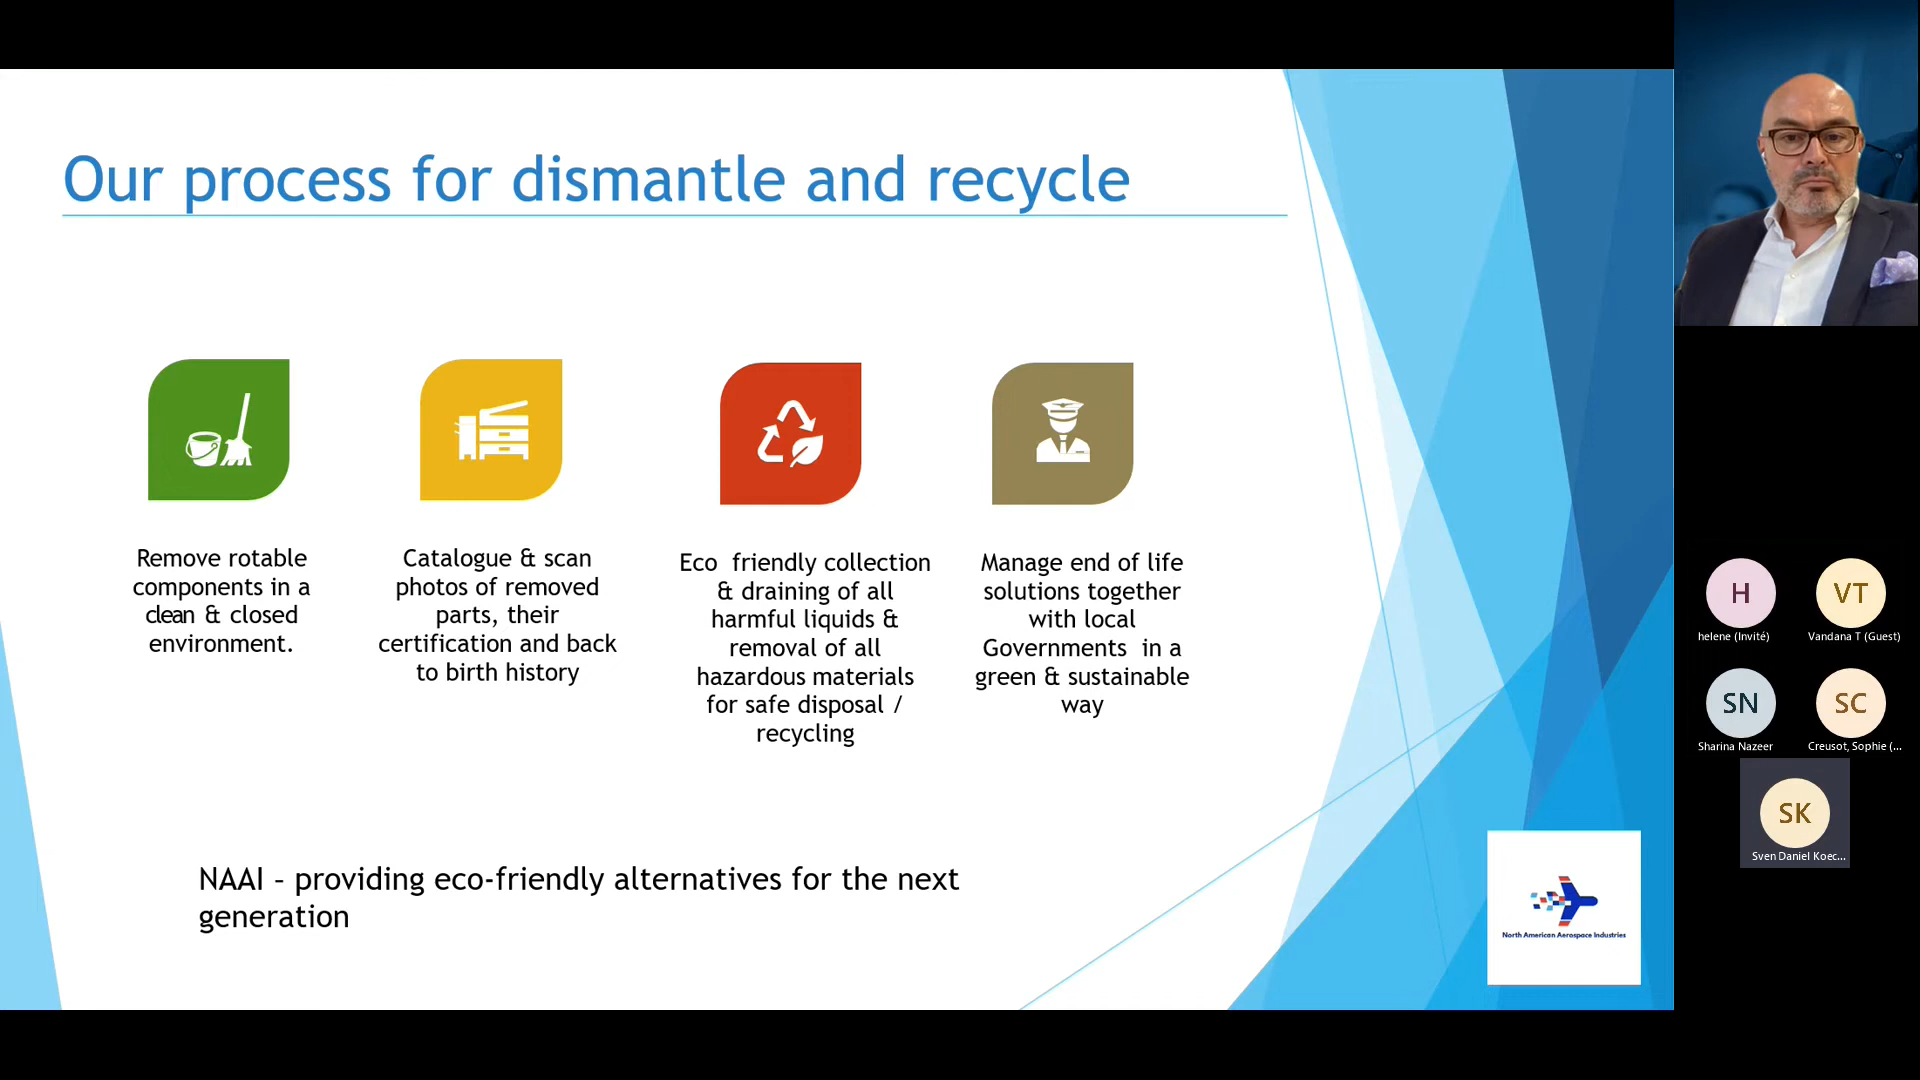 Our process for dismantle and recycle
Remove rotable
components in a
clean & closed
environment.
Catalogue & scan
photos of removed
parts, their
certification and back
to birth history
Eco  friendly collection
& draining of all
harmful liquids &
removal of all
hazardous materials
for safe disposal /
recycling
Manage end of life
solutions together
with local
Governments  in a
green & sustainable
way
NAAI – providing eco-friendly alternatives for the next
generation
North American Aerospace Industries
H
helene (Invité)
VT
Vandana T (Guest)
SN
Sharina Nazeer
SC
Creusot, Sophie (...
SK
Sven Daniel Koec...